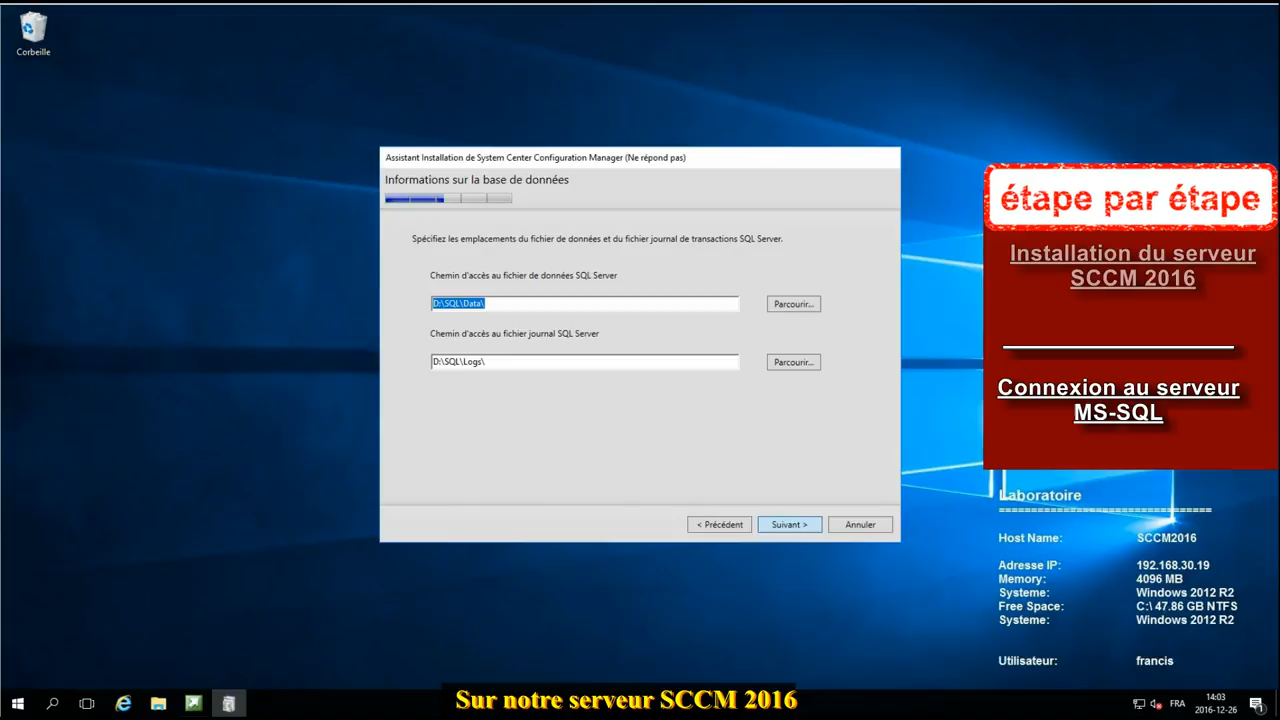 Corbeille
Assistant Installation de System Center Configuration Manager (Ne répond pas)
Informations sur la base de données
Spécifiez les emplacements du fichier de données et du fichier journal de transactions SQL Server.
Chemin d'accès au fichier de données SQL Server
D:\SQL\Data\
Parcourir...
Chemin d'accès au fichier journal SQL Server
D:\SQL\Logs\
Parcourir...
< Précédent
Suivant >
Annuler
étape par étape
Installation du serveur
SCCM 2016
Connexion au serveur
MS-SQL
Laboratoire
====================================
Host Name: SCCM2016
Adresse IP: 192.168.30.19
Memory: 4096 MB
Systeme: Windows 2012 R2
Free Space: C:\ 47.86 GB NTFS
Systeme: Windows 2012 R2
Utilisateur: francis
Sur notre serveur SCCM 2016
FRA
14:03
2016-12-26
1